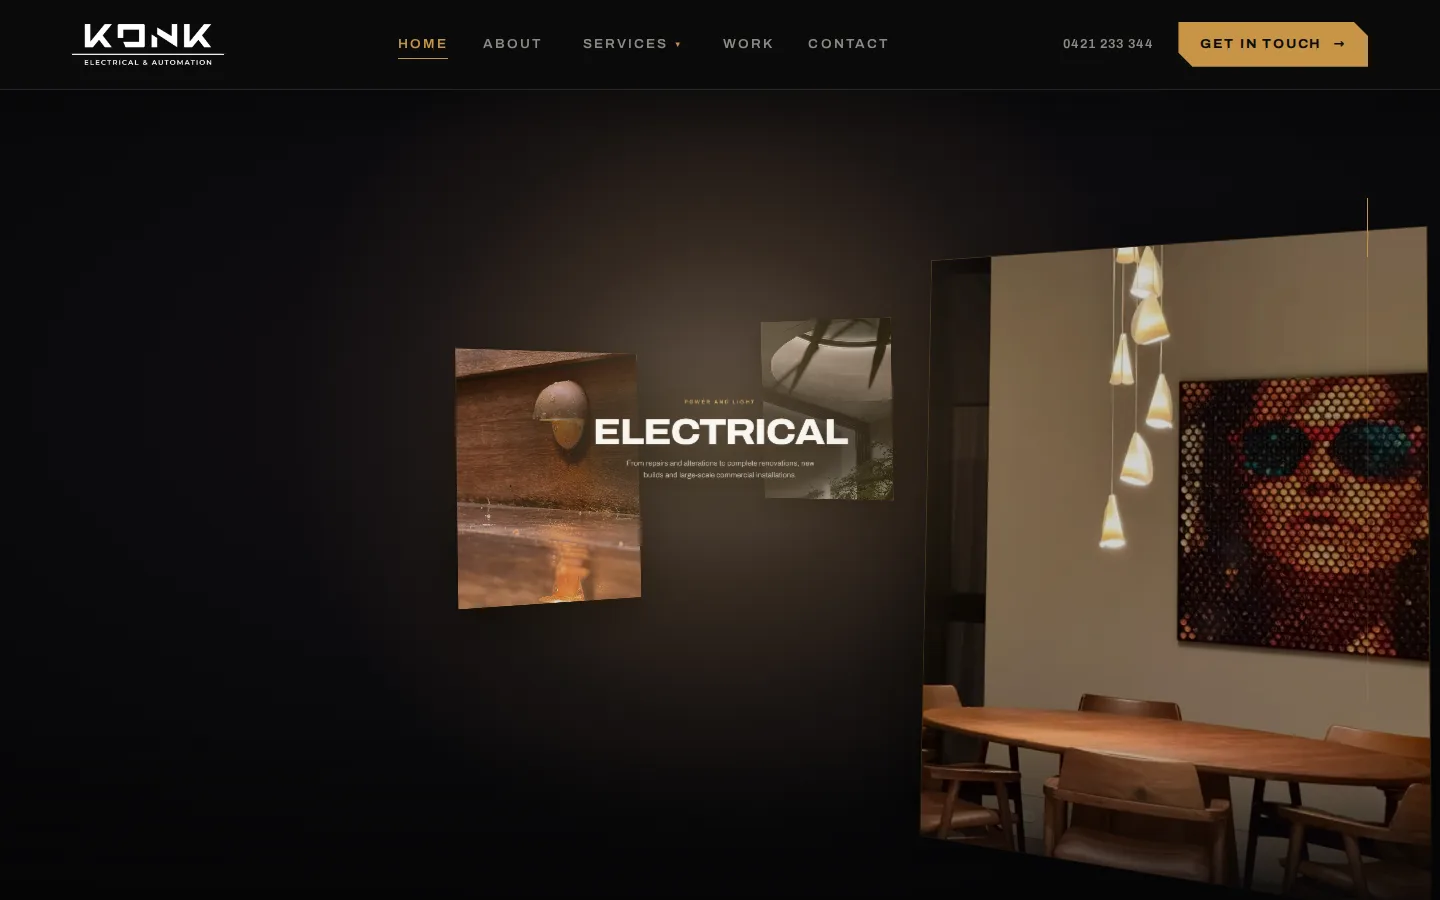 KONK
ELECTRICAL & AUTOMATION
HOME
ABOUT
SERVICES ▾
WORK
CONTACT
0421 233 344
GET IN TOUCH →
POWER AND LIGHT
ELECTRICAL
From repairs and alterations to complete renovations, new
builds and large-scale commercial installations.